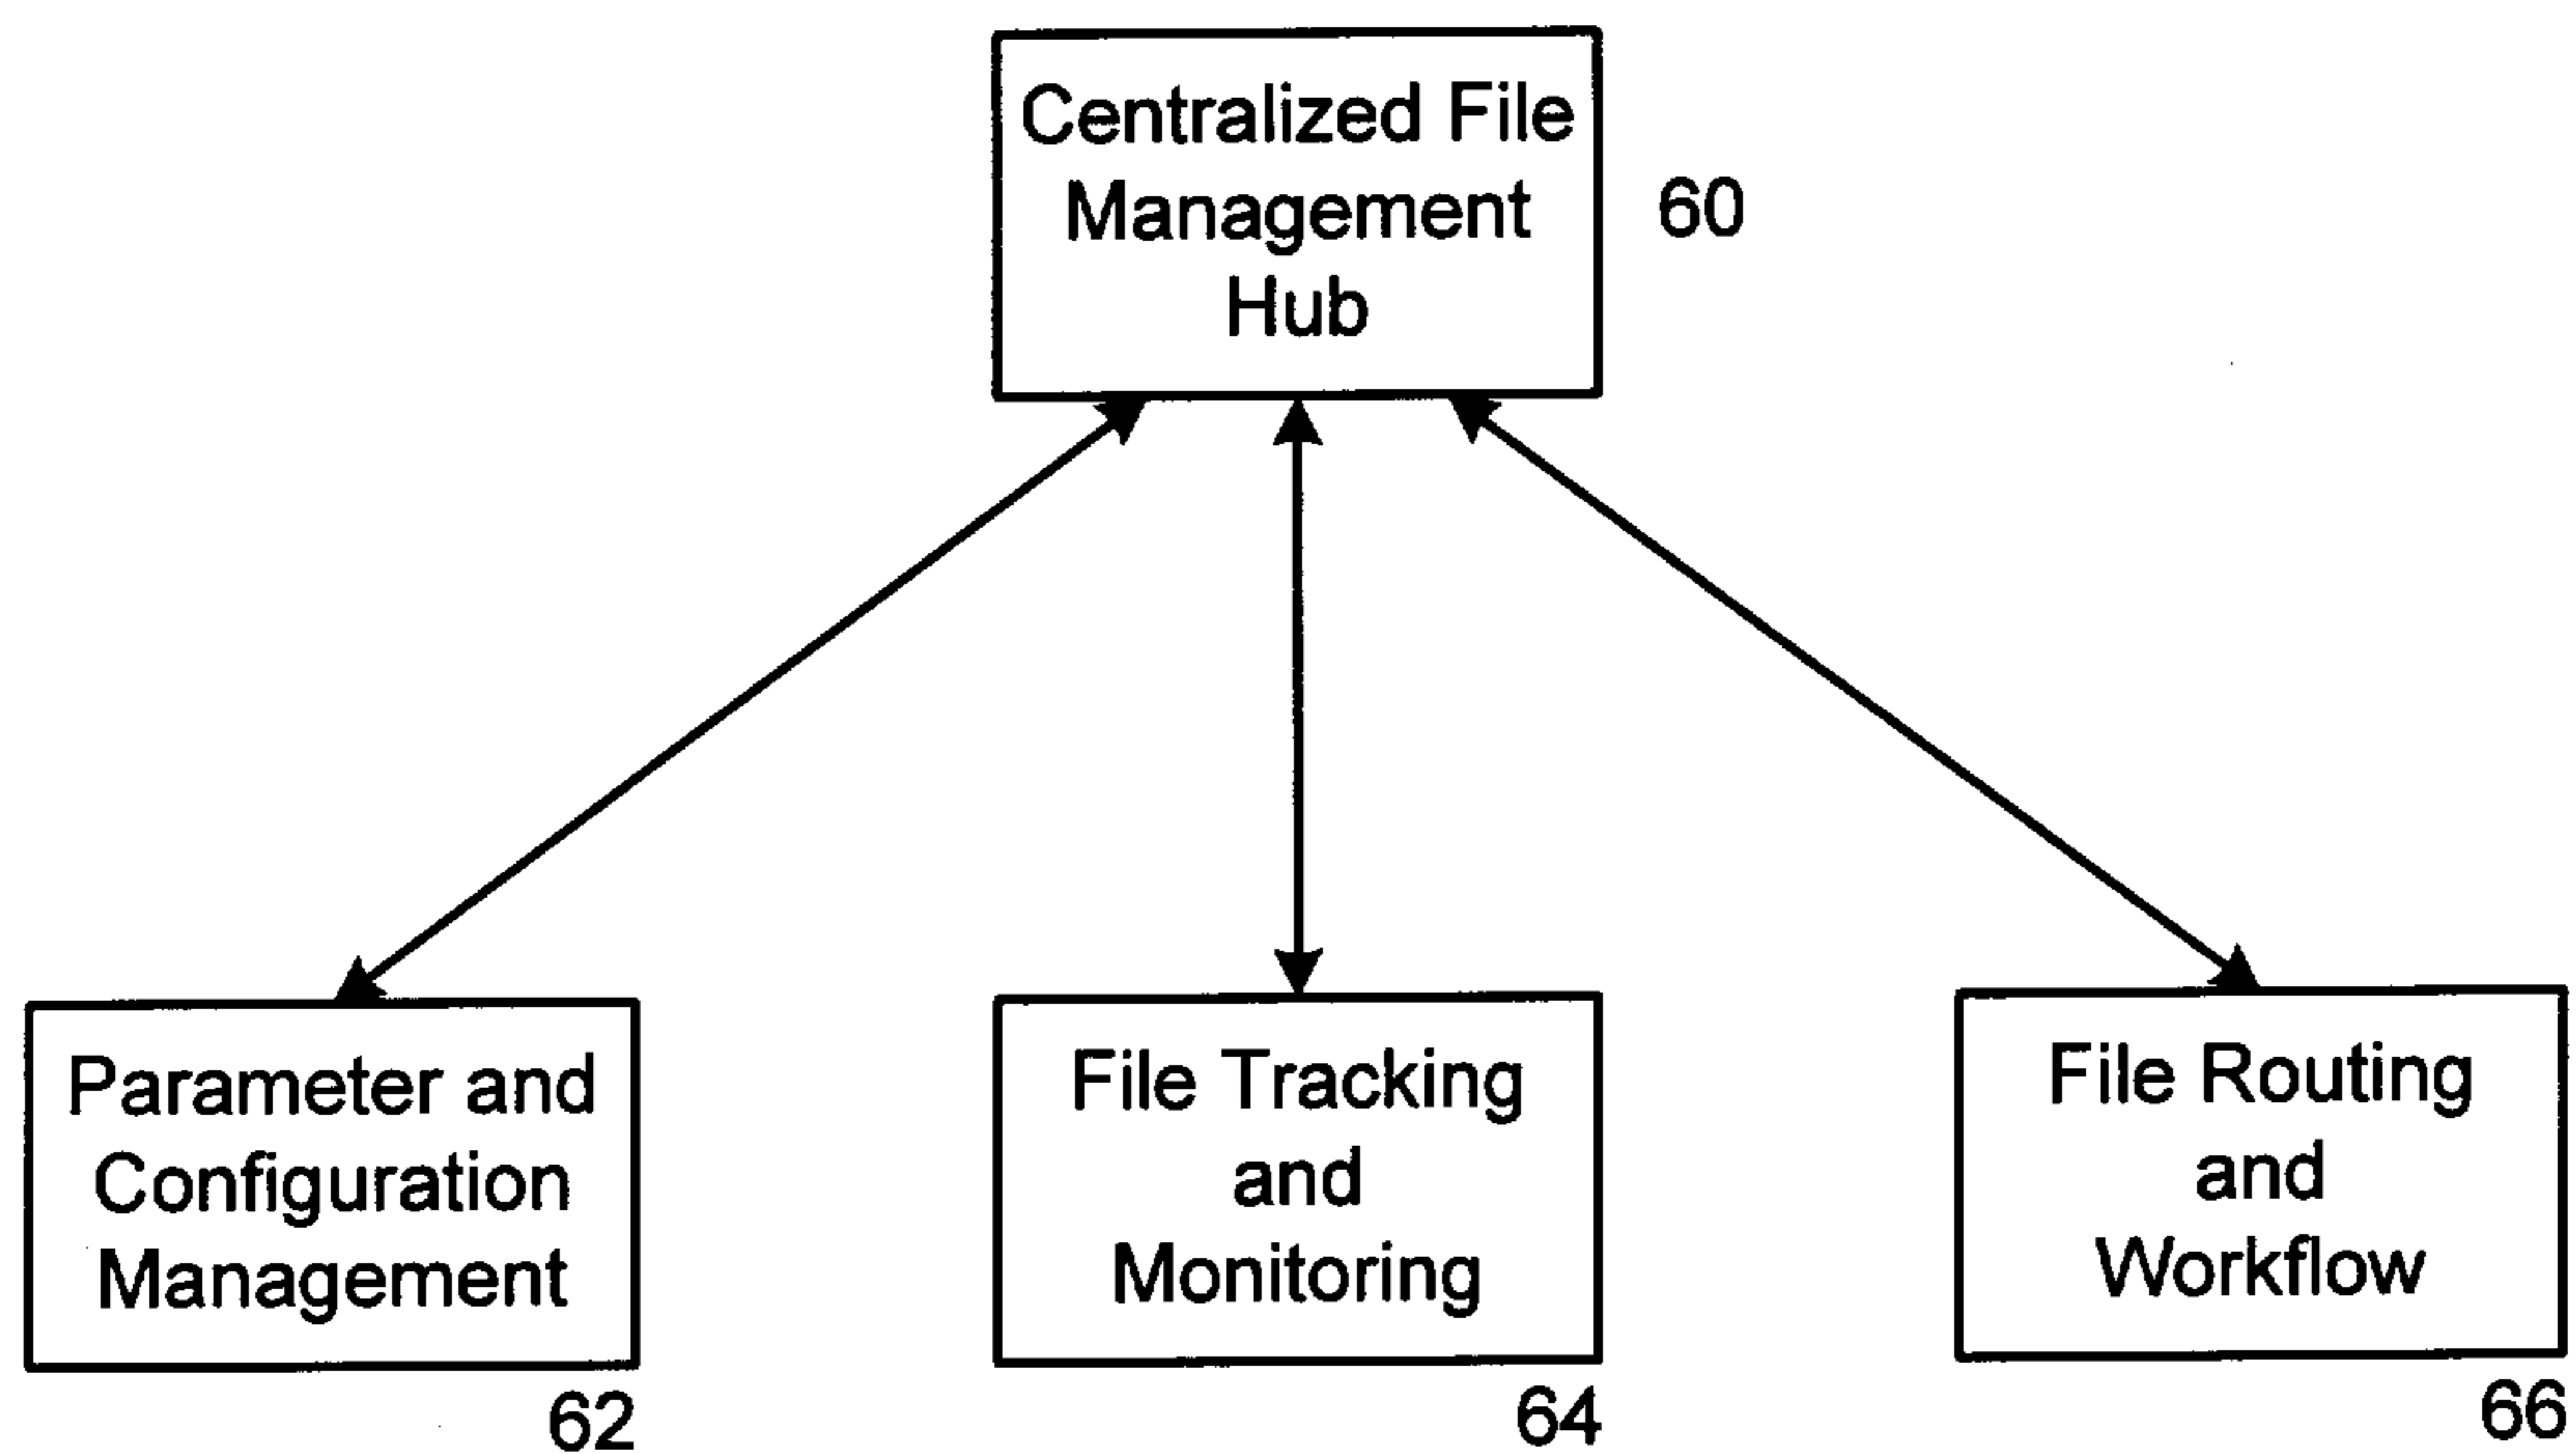 Centralized File
Management
Hub
60
Parameter and
Configuration
Management
62
File Tracking
and
Monitoring
64
File Routing
and
Workflow
66